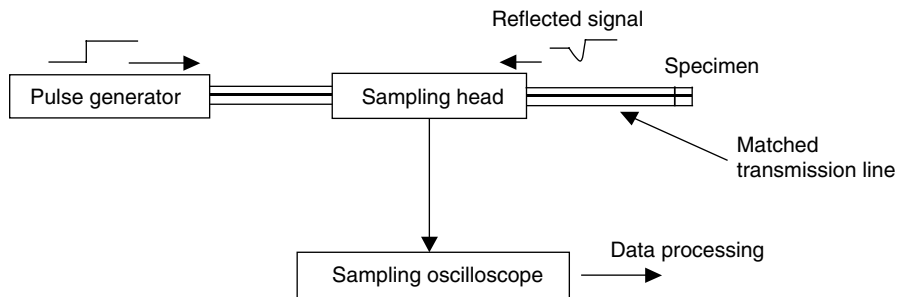 Reflected signal
Specimen
Pulse generator
Sampling head
Matched
transmission line
Sampling oscilloscope
Data processing